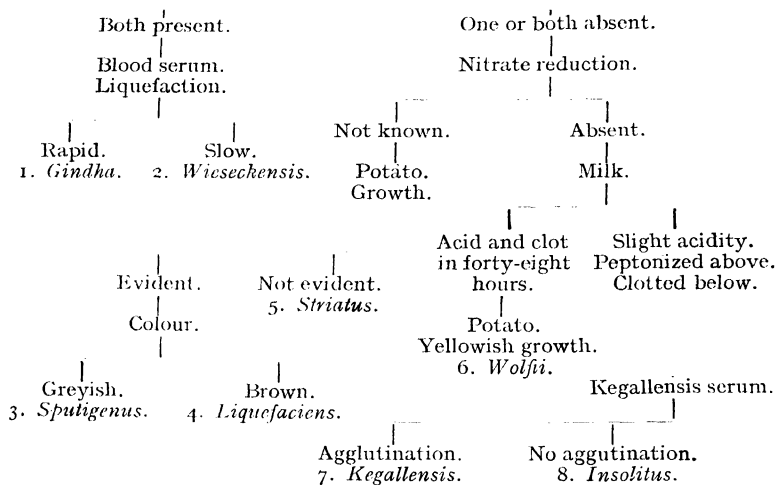 Both present. One or both absent.
Blood serum. Nitrate reduction.
Liquefaction.
Not known. Absent.
Rapid. Slow.
1. Gindha. 2. Wieseckensis.
Potato. Milk.
Growth.
Acid and clot Slight acidity.
in forty-eight Peptonized above.
Evident. Not evident. hours. Clotted below.
5. Striatus.
Colour. Potato.
Yellowish growth.
6. Wolfii.
Greyish. Brown. Kegallensis serum.
3. Sputigenus. 4. Liquefaciens.
Agglutination. No aggutination.
7. Kegallensis. 8. Insolitus.